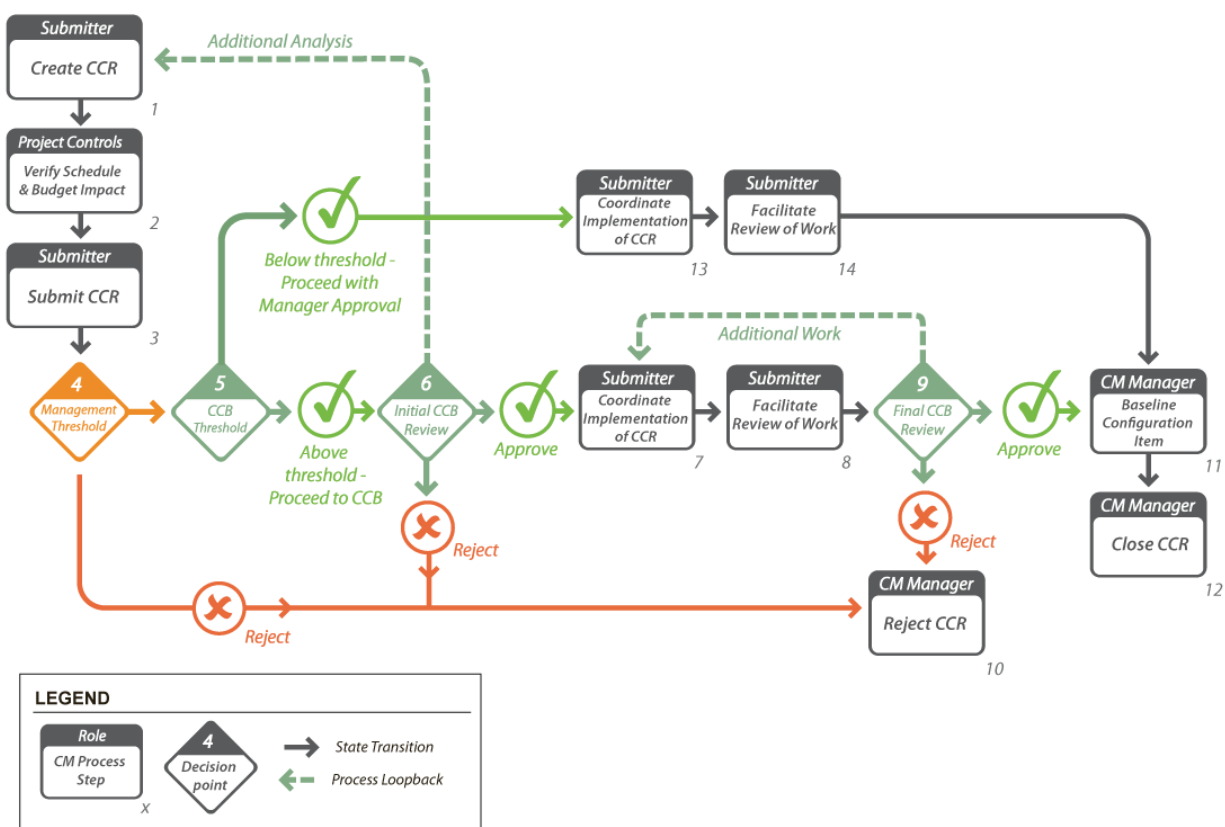 Submitter
Create CCR
1
Additional Analysis
Project Controls
Verify Schedule
& Budget Impact
2
Submitter
Submit CCR
3
Below threshold -
Proceed with
Manager Approval
Submitter
Coordinate
Implementation
of CCR
13
Submitter
Facilitate
Review of Work
14
Additional Work
4
Management
Threshold
5
CCB
Threshold
Above
threshold -
Proceed to CCB
6
Initial CCB
Review
Approve
Submitter
Coordinate
Implementation
of CCR
7
Submitter
Facilitate
Review of Work
8
9
Final CCB
Review
Approve
CM Manager
Baseline
Configuration
Item
11
CM Manager
Close CCR
12
Reject
Reject
Reject
CM Manager
Reject CCR
10
LEGEND
Role
CM Process
Step
x
4
Decision
point
State Transition
Process Loopback